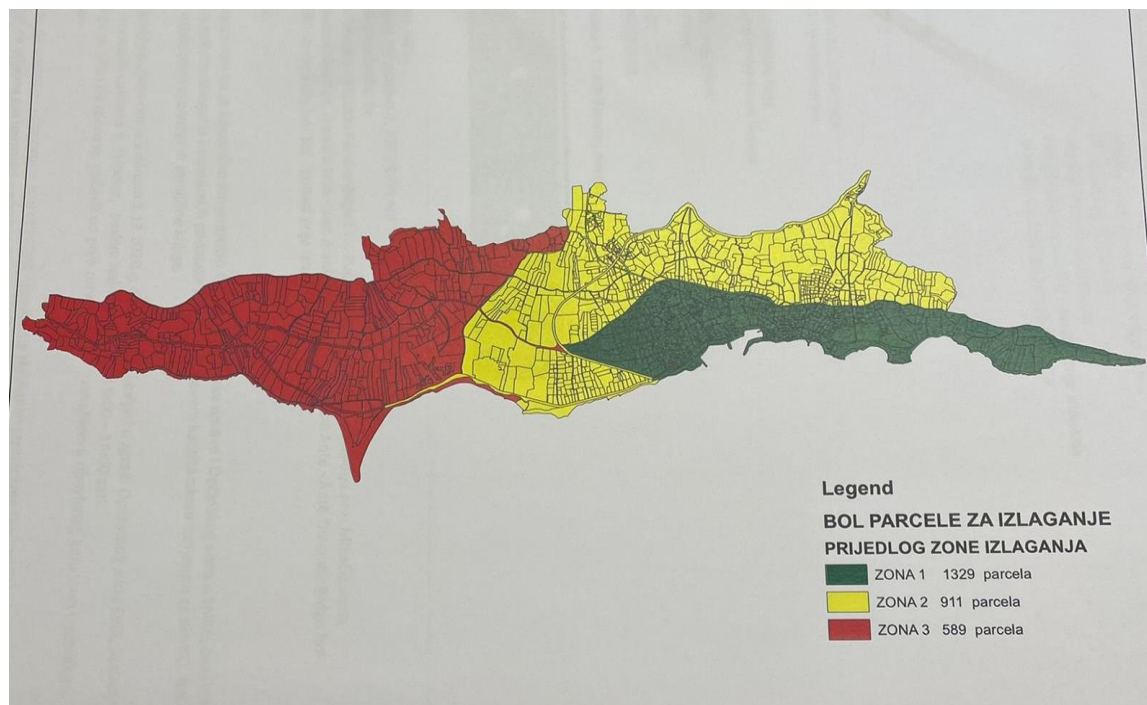 Legend
BOL PARCELE ZA IZLAGANJE
PRIJEDLOG ZONE IZLAGANJA
ZONA 1 1329 parcela
ZONA 2 911 parcela
ZONA 3 589 parcela